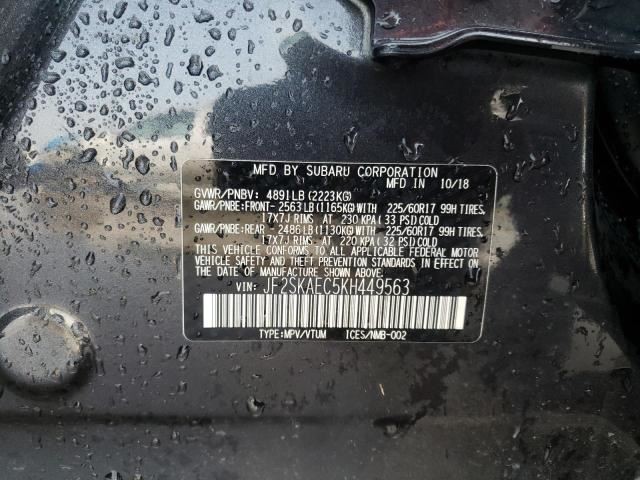 MFD BY SUBARU CORPORATION
MFD IN 10/18
GVWR/PNBV: 4891LB(2223KG)
GAWR/PNBE:FRONT- 2563LB(1165KG)WITH 225/60R17 99H TIRES,
17X7J RIMS AT 230 KPA(33 PSI)COLD
GAWR/PNBE:REAR - 2486LB(1130KG)WITH 225/60R17 99H TIRES,
17X7J RIMS AT 220 KPA(32 PSI)COLD
THIS VEHICLE CONFORMS TO ALL APPLICABLE FEDERAL MOTOR
VEHICLE SAFETY AND THEFT PREVENTION STANDARDS IN EFFECT
ON THE DATE OF MANUFACTURE SHOWN ABOVE.
VIN: JF2SKAEC5KH449563
TYPE:MPV/VTUM ICES/NMB-002